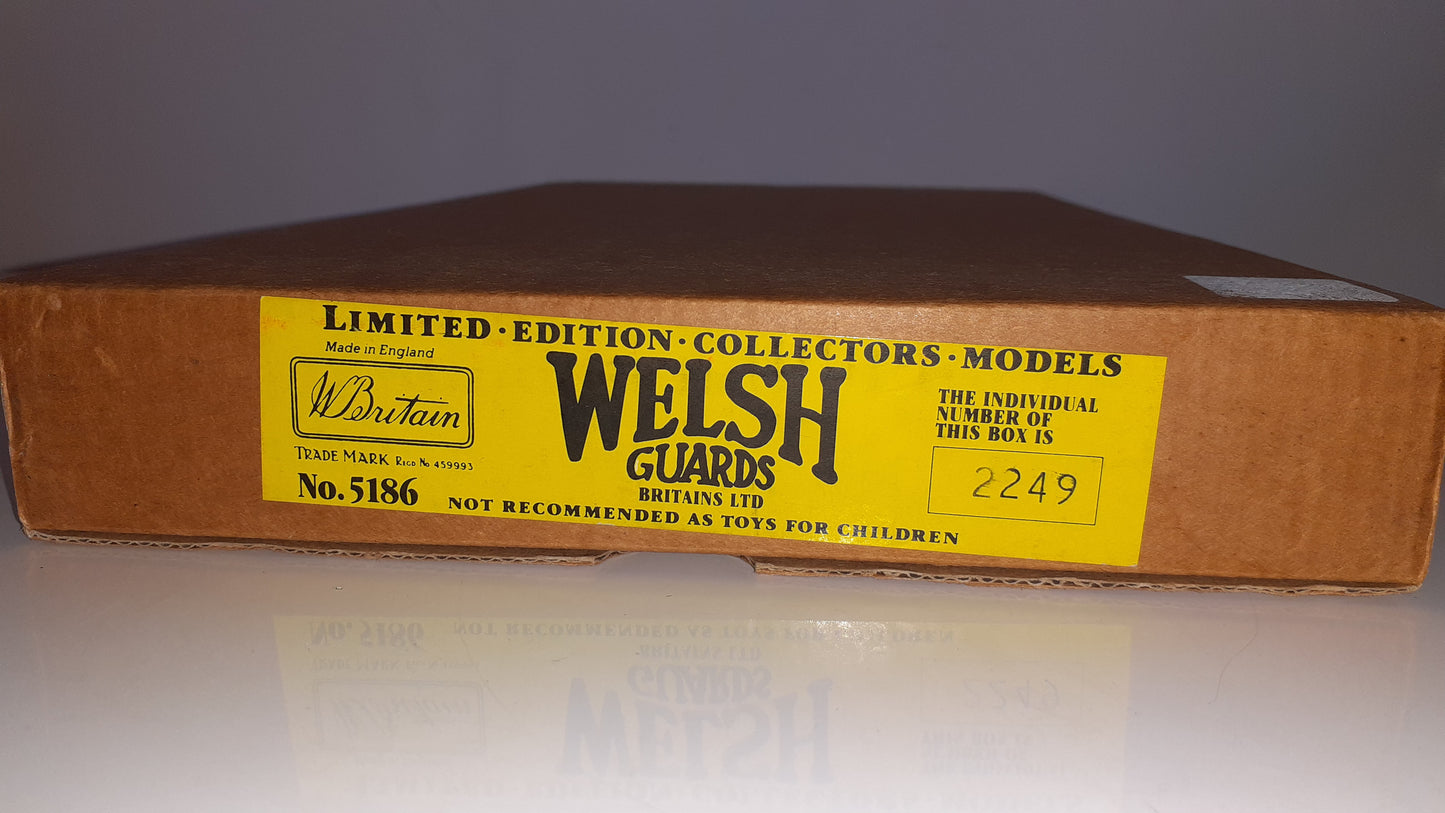 LIMITED·EDITION·COLLECTORS·MODELS
Made in England
WBritain
TRADE MARK REGD No 459993
No. 5186
WELSH
GUARDS
BRITAINS LTD
NOT RECOMMENDED AS TOYS FOR CHILDREN
THE INDIVIDUAL
NUMBER OF
THIS BOX IS
2249